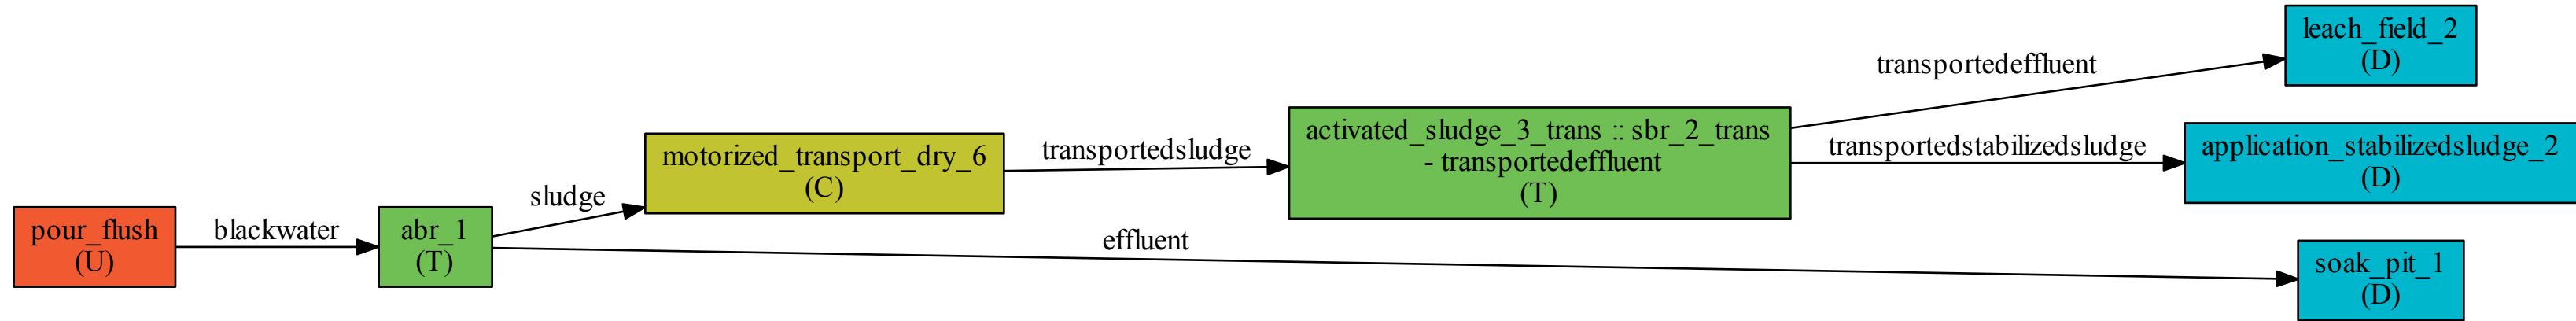 pour_flush
(U)
blackwater
abr_1
(T)
sludge
motorized_transport_dry_6
(C)
transportedsludge
effluent
activated_sludge_3_trans :: sbr_2_trans
- transportedeffluent
(T)
transportedeffluent
leach_field_2
(D)
transportedstabilizedsludge
application_stabilizedsludge_2
(D)
soak_pit_1
(D)